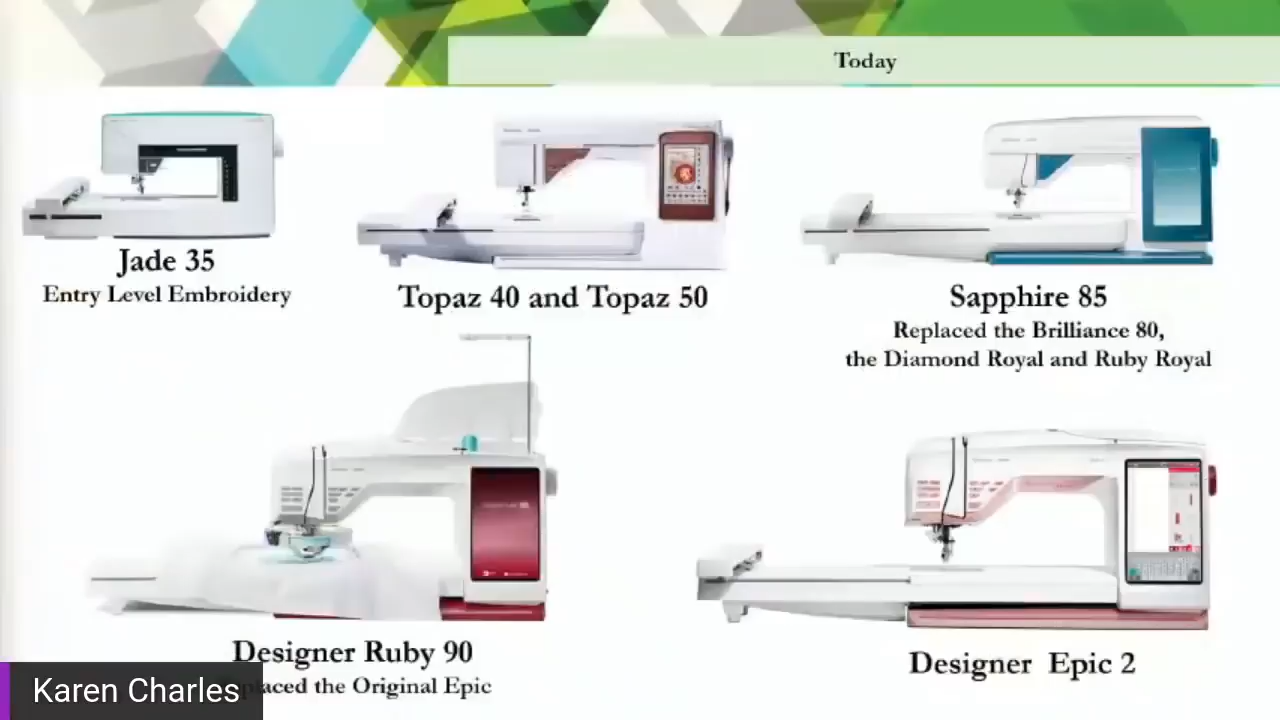 Today
Jade 35
Entry Level Embroidery
Topaz 40 and Topaz 50
Sapphire 85
Replaced the Brilliance 80,
the Diamond Royal and Ruby Royal
Designer Ruby 90
the Original Epic
Designer Epic 2
Karen Charles